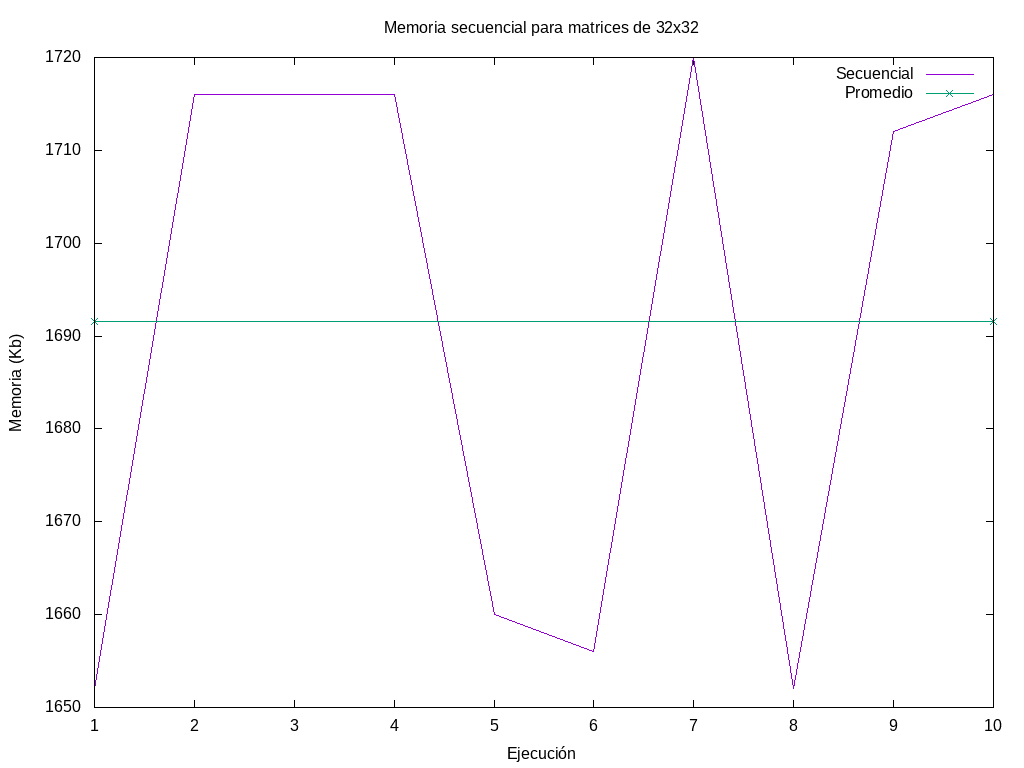 Memoria secuencial para matrices de 32x32
Secuencial
Promedio
1720
1710
1700
1690
1680
1670
1660
1650
Memoria (Kb)
1 2 3 4 5 6 7 8 9 10
Ejecución